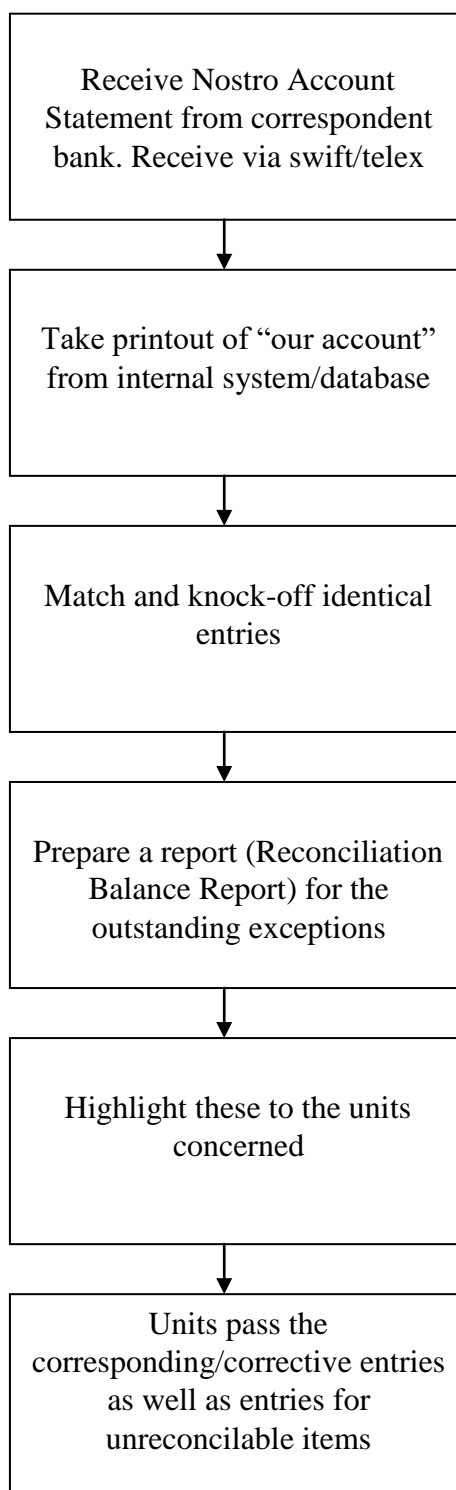 Receive Nostro Account
Statement from correspondent
bank. Receive via swift/telex
Take printout of “our account”
from internal system/database
Match and knock-off identical
entries
Prepare a report (Reconciliation
Balance Report) for the
outstanding exceptions
Highlight these to the units
concerned
Units pass the
corresponding/corrective entries
as well as entries for
unreconcilable items